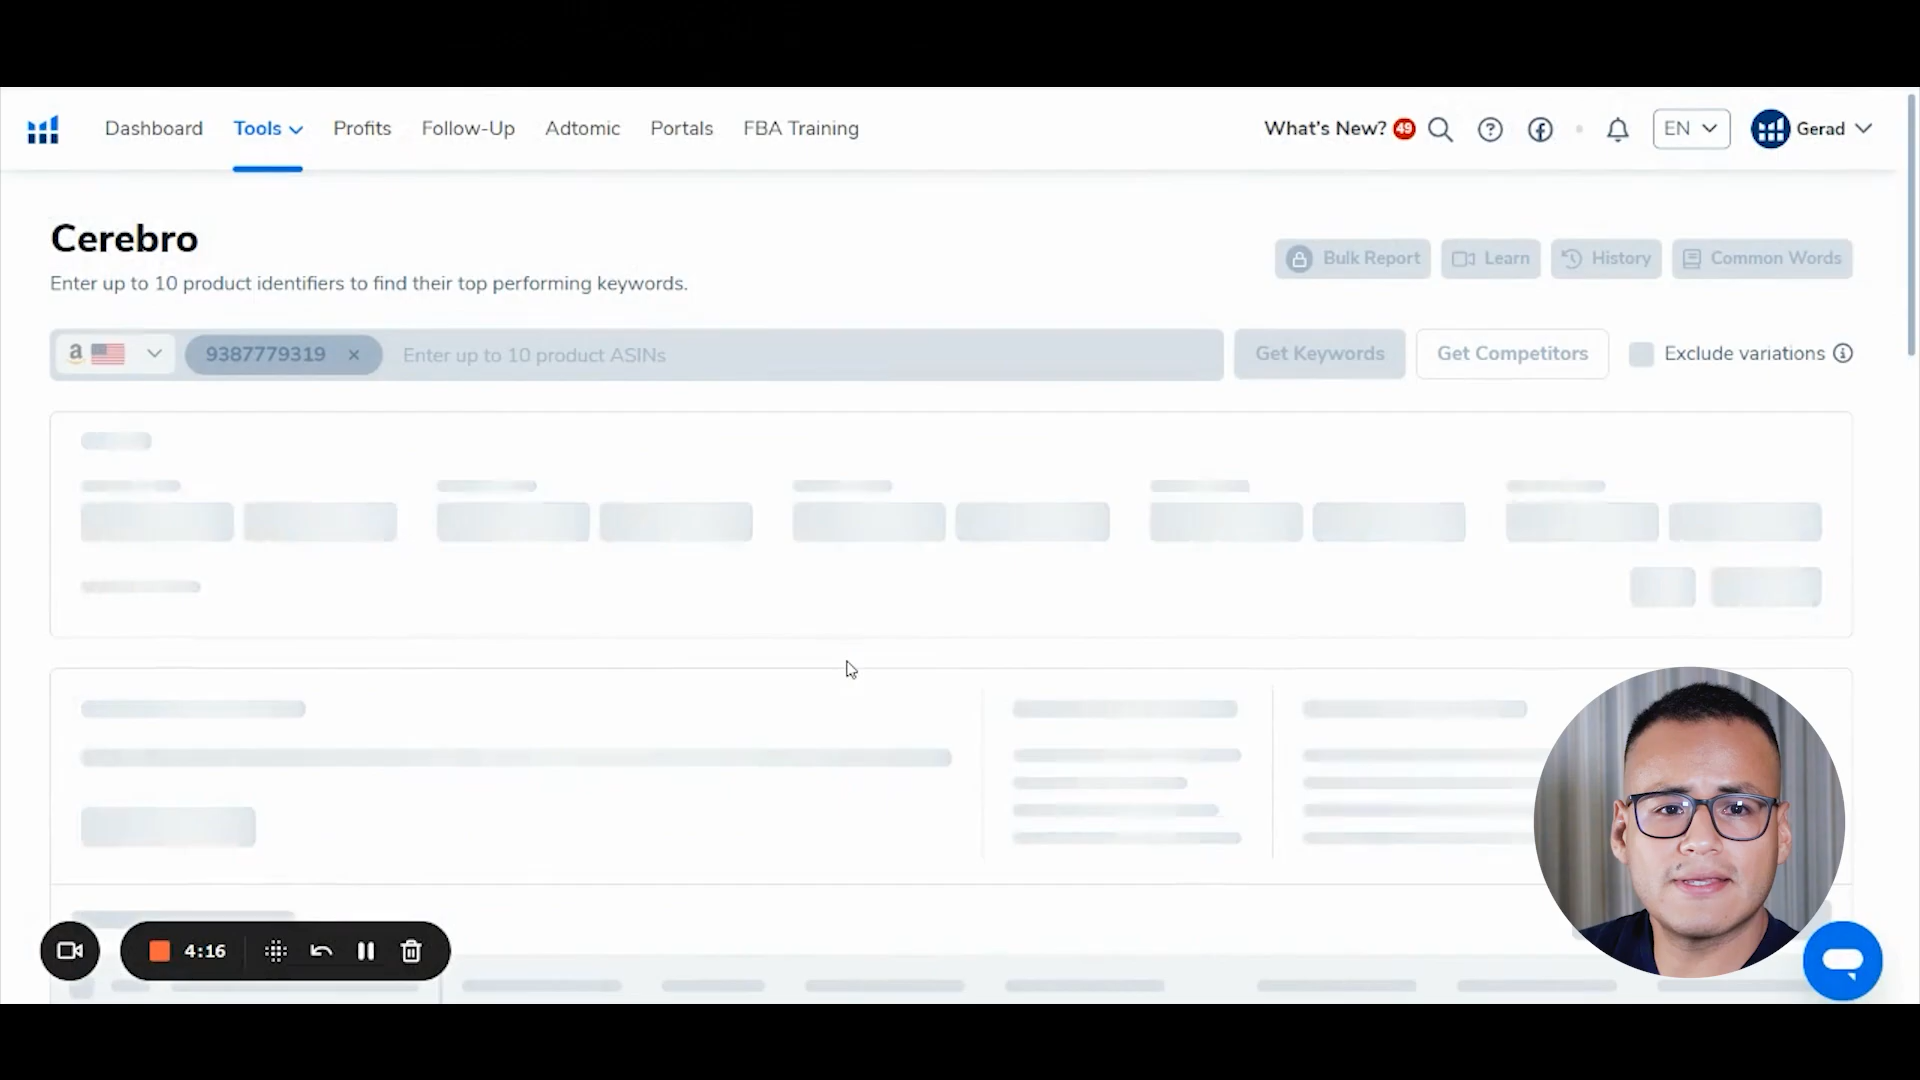 Dashboard Tools Profits Follow-Up Adtomic Portals FBA Training What's New? 49 EN Gerad
Cerebro
Bulk Report Learn History Common Words
Enter up to 10 product identifiers to find their top performing keywords.
a 9387779319 × Enter up to 10 product ASINs Get Keywords Get Competitors Exclude variations
4:16